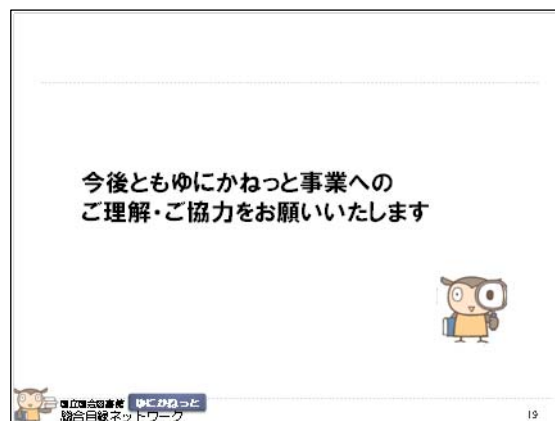 今後ともゆにかねっと事業への
ご理解・ご協力をお願いいたします
国立国会図書館 ゆにかねっと
総合目録ネットワーク
19